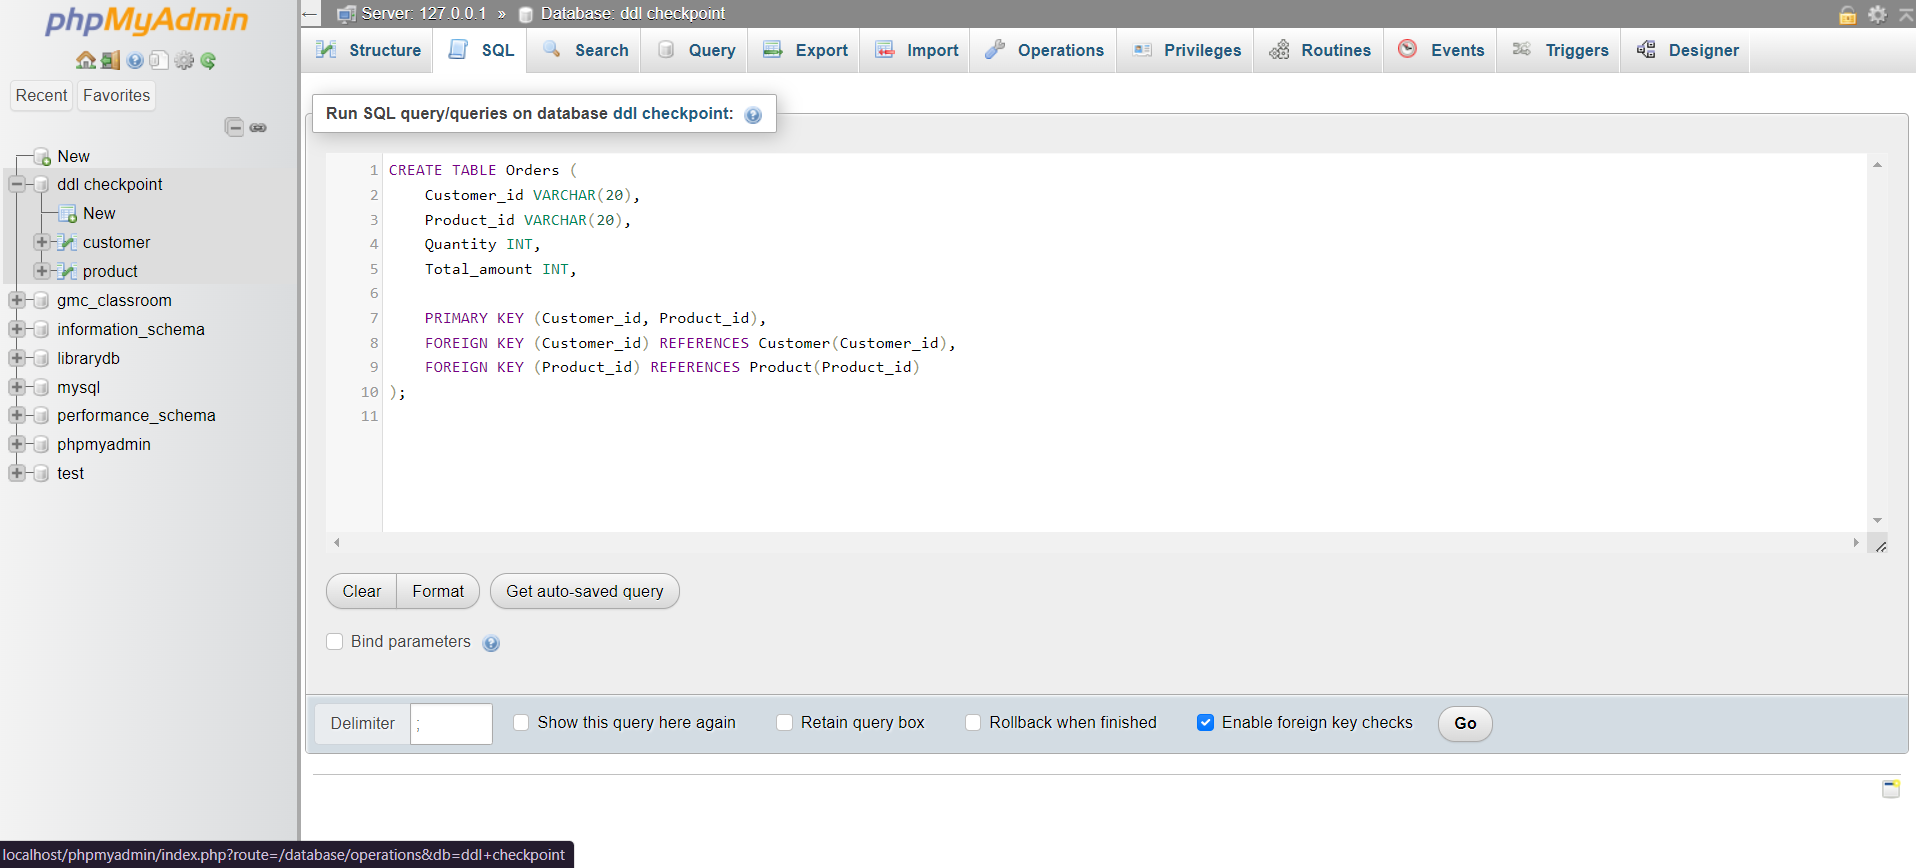 phpMyAdmin
Recent Favorites
New
ddl checkpoint
New
customer
product
gmc_classroom
information_schema
librarydb
mysql
performance_schema
phpmyadmin
test
Server: 127.0.0.1 » Database: ddl checkpoint
Structure SQL Search Query Export Import Operations Privileges Routines Events Triggers Designer
Run SQL query/queries on database ddl checkpoint:
1 CREATE TABLE Orders (
2 Customer_id VARCHAR(20),
3 Product_id VARCHAR(20),
4 Quantity INT,
5 Total_amount INT,
6
7 PRIMARY KEY (Customer_id, Product_id),
8 FOREIGN KEY (Customer_id) REFERENCES Customer(Customer_id),
9 FOREIGN KEY (Product_id) REFERENCES Product(Product_id)
10 );
11
Clear Format Get auto-saved query
Bind parameters
Delimiter ; Show this query here again Retain query box Rollback when finished Enable foreign key checks Go
localhost/phpmyadmin/index.php?route=/database/operations&db=ddl+checkpoint